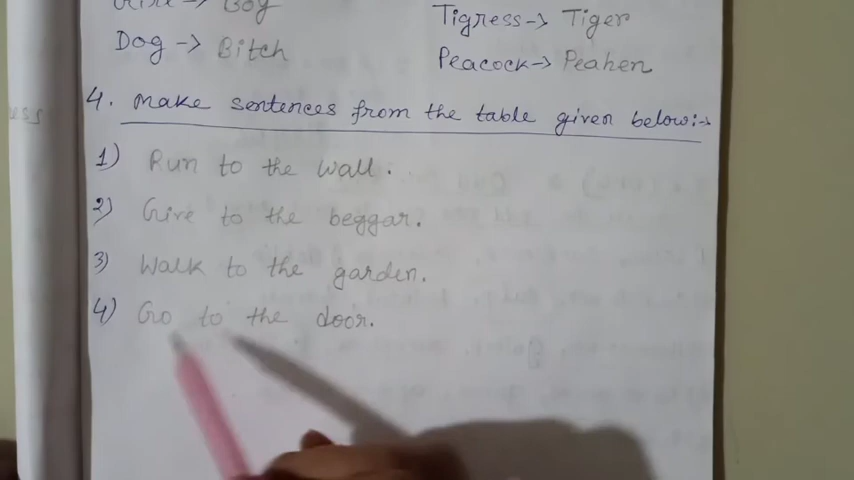 Boy
Tigress-> Tiger
Dog -> Bitch
Peacock-> Peahen
4. Make sentences from the table given below:->
1) Run to the wall.
2) Give to the beggar.
3) Walk to the garden.
4) Go to the door.